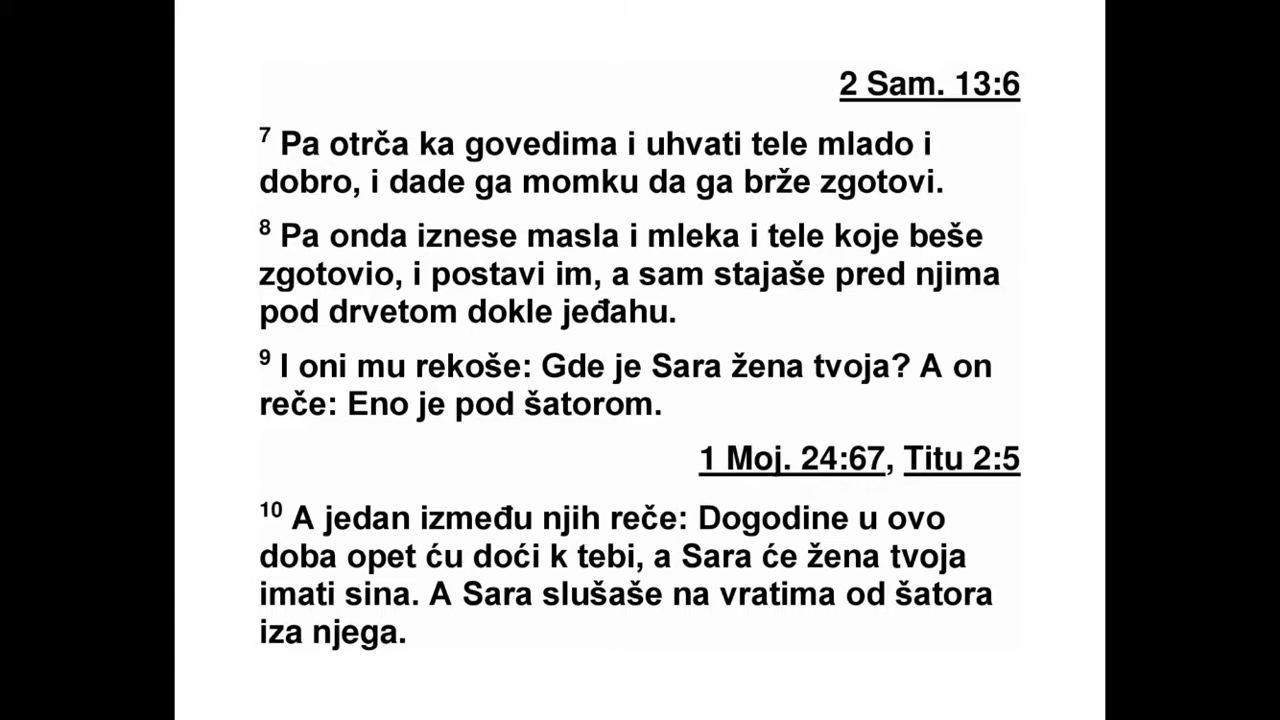 2 Sam. 13:6
7 Pa otrča ka govedima i uhvati tele mlado i
dobro, i dade ga momku da ga brže zgotovi.
8 Pa onda iznese masla i mleka i tele koje beše
zgotovio, i postavi im, a sam stajaše pred njima
pod drvetom dokle jeđahu.
9 I oni mu rekoše: Gde je Sara žena tvoja? A on
reče: Eno je pod šatorom.
1 Moj. 24:67, Titu 2:5
10 A jedan između njih reče: Dogodine u ovo
doba opet ću doći k tebi, a Sara će žena tvoja
imati sina. A Sara slušaše na vratima od šatora
iza njega.